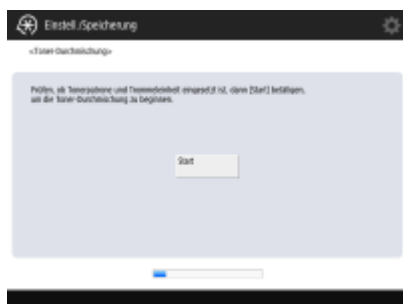 Einstell./Speicherung
<Toner-Durchmischung>
Prüfen, ob Tonerpatrone und Trommeleinheit eingesetzt ist, dann [Start] betätigen,
um die Toner-Durchmischung zu beginnen.
Start